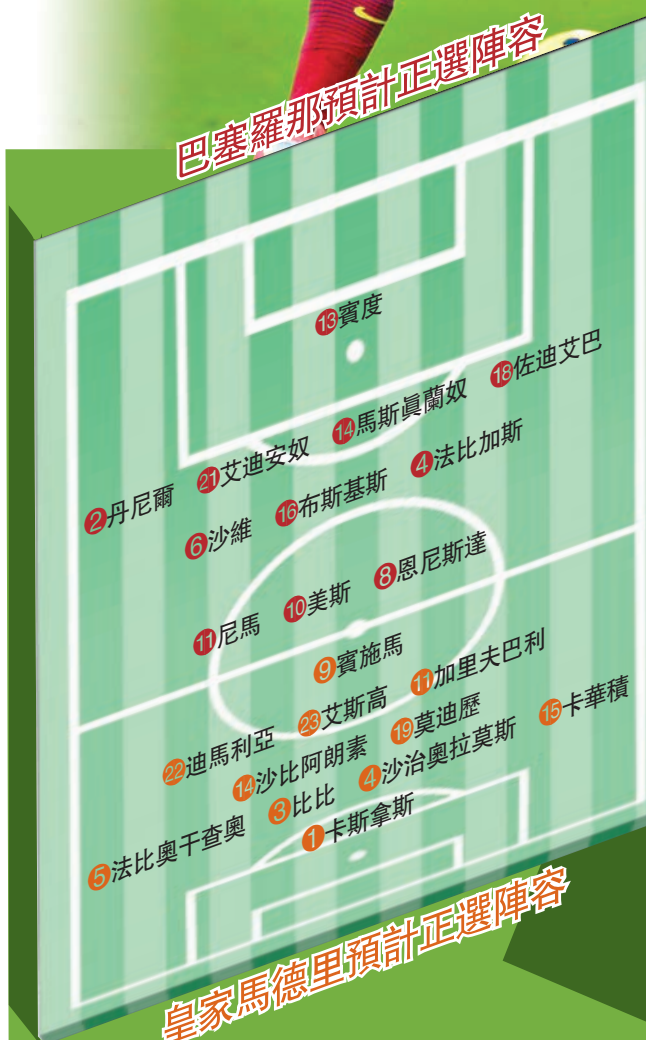 巴塞羅那預計正選陣容
13賓度
18佐迪艾巴
14馬斯真蘭奴
21艾迪安奴
2丹尼爾
4法比加斯
16布斯基斯
6沙維
8恩尼斯達
10美斯
11尼馬
9賓施馬
11加里夫巴利
23艾斯高
22迪馬利亞
15卡華積
19莫迪歷
14沙比阿朗素
4沙治奧拉莫斯
3比比
5法比奧干查奧
1卡斯拿斯
皇家馬德里預計正選陣容